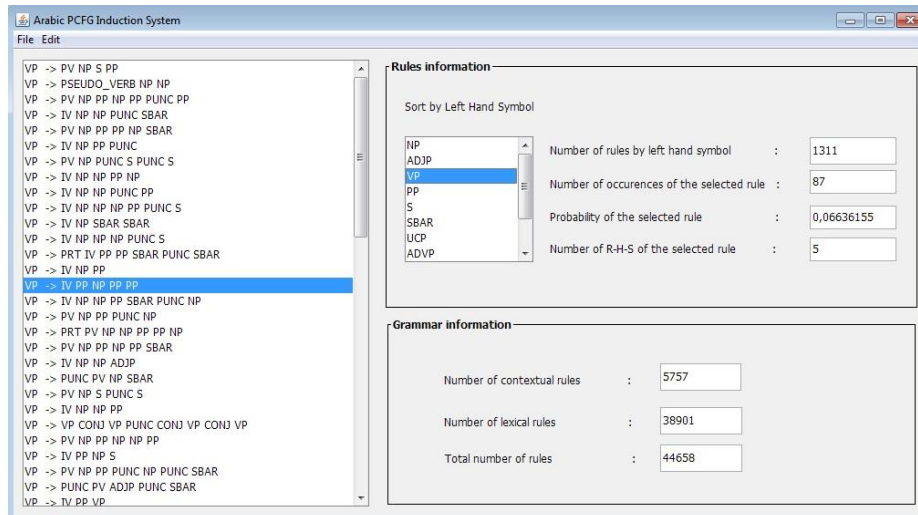 Arabic PCFG Induction System
File Edit
VP -> PV NP S PP
VP -> PSEUDO_VERB NP NP
VP -> PV NP PP NP PP PUNC PP
VP -> IV NP NP PUNC SBAR
VP -> PV NP PP PP NP SBAR
VP -> IV NP PP PUNC
VP -> PV NP PUNC S PUNC S
VP -> IV NP NP PP NP
VP -> IV NP NP PUNC PP
VP -> IV NP NP NP PP PUNC S
VP -> IV NP SBAR SBAR
VP -> IV NP NP NP PUNC S
VP -> PRT IV PP PP SBAR PUNC SBAR
VP -> IV NP PP
VP -> IV PP NP PP PP
VP -> IV NP NP PP SBAR PUNC NP
VP -> PV NP PP PUNC NP
VP -> PRT PV NP NP PP PP NP
VP -> PV NP PP NP PP SBAR
VP -> IV NP NP ADJP
VP -> PUNC PV NP SBAR
VP -> PV NP S PUNC S
VP -> IV NP NP PP
VP -> VP CONJ VP PUNC CONJ VP CONJ VP
VP -> PV NP PP NP NP PP
VP -> IV PP NP S
VP -> PV NP PP PUNC NP PUNC SBAR
VP -> PUNC PV ADJP PUNC SBAR
VP -> IV PP VP
Rules information
Sort by Left Hand Symbol
NP
ADJP
VP
PP
S
SBAR
UCP
ADVP
Number of rules by left hand symbol : 1311
Number of occurences of the selected rule : 87
Probability of the selected rule : 0,06636155
Number of R-H-S of the selected rule : 5
Grammar information
Number of contextual rules : 5757
Number of lexical rules : 38901
Total number of rules : 44658